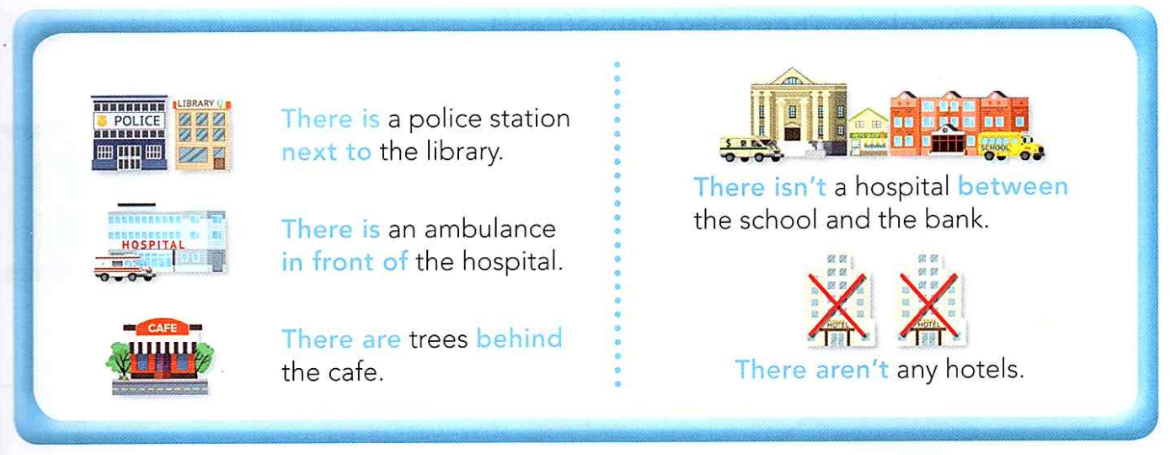 POLICE
LIBRARY
There is a police station
next to the library.
HOSPITAL
There is an ambulance
in front of the hospital.
CAFE
There are trees behind
the cafe.
$
SCHOOL
There isn't a hospital between
the school and the bank.
HOTEL
HOTEL
There aren't any hotels.